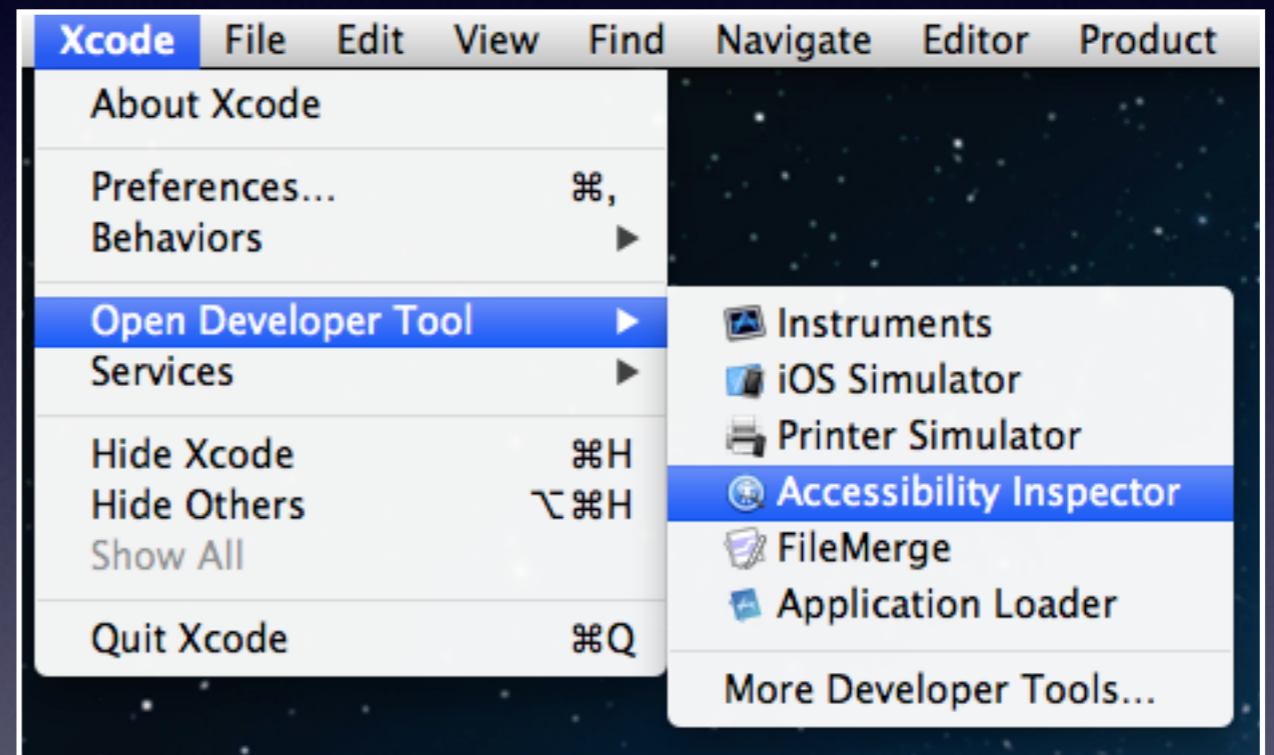 Xcode File Edit View Find Navigate Editor Product
About Xcode
Preferences... ⌘,
Behaviors ▶
Open Developer Tool ▶
Services ▶
Hide Xcode ⌘H
Hide Others ⌥⌘H
Show All
Quit Xcode ⌘Q
Instruments
iOS Simulator
Printer Simulator
Accessibility Inspector
FileMerge
Application Loader
More Developer Tools...